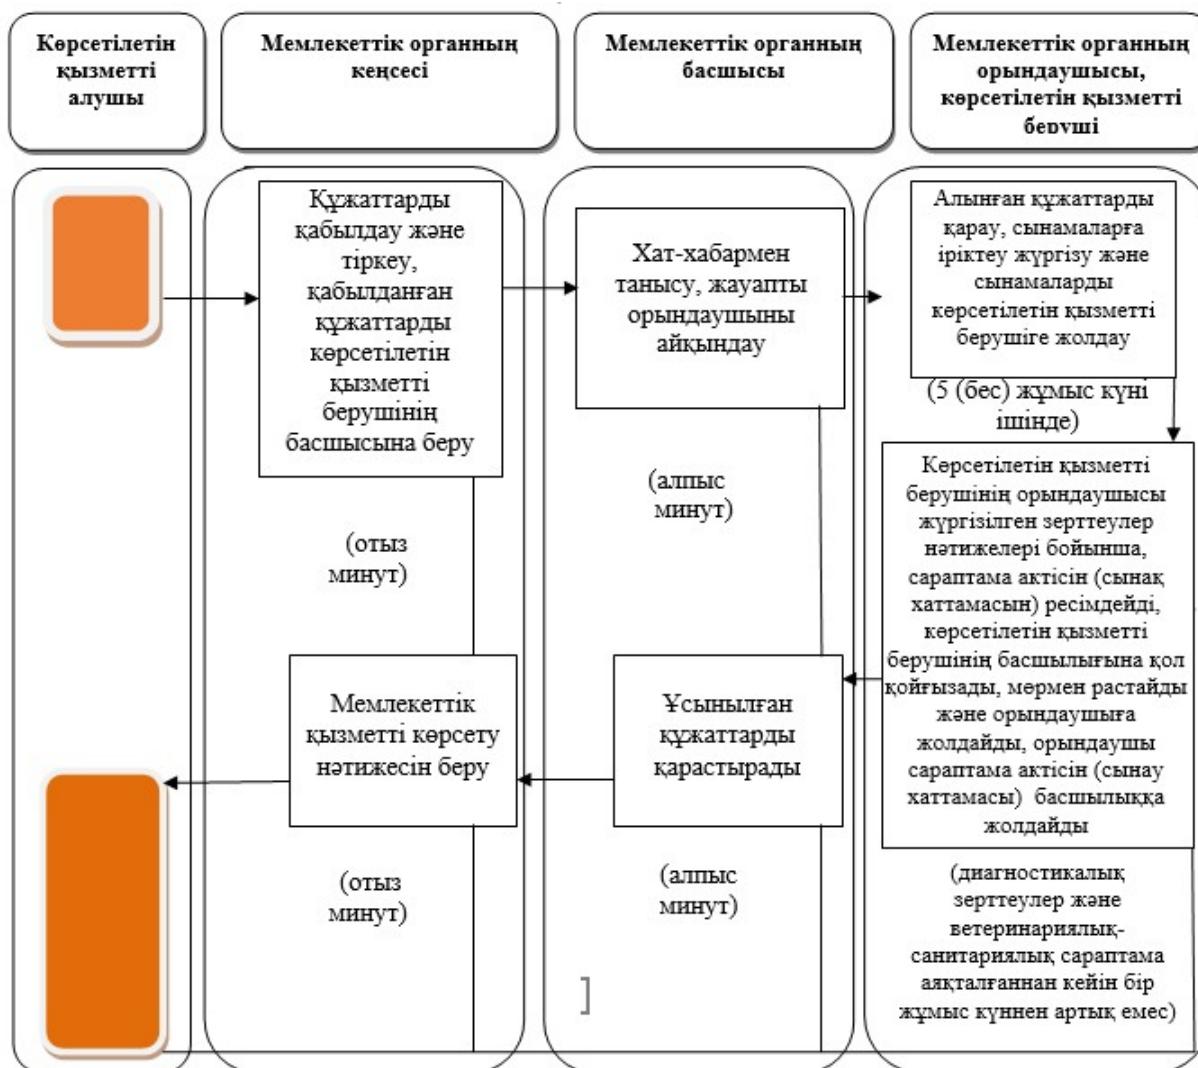 Көрсетілетін
қызметті
алушы
Мемлекеттік органның
кеңсесі
Мемлекеттік органның
басшысы
Мемлекеттік органның
орындаушысы,
көрсетілетін қызметті
беруші
Құжаттарды
қабылдау және
тіркеу,
қабылданған
құжаттарды
көрсетілетін
қызметті
берушінің
басшысына беру
(отыз
минут)
Хат-хабармен
танысу, жауапты
орындаушыны
айқындау
(алпыс
минут)
Алынған құжаттарды
қарау, сынамаларға
іріктеу жүргізу және
сынамаларды
көрсетілетін қызметті
берушіге жолдау
(5 (бес) жұмыс күні
ішінде)
Көрсетілетін қызметті
берушінің орындаушысы
жүргізілген зерттеулер
нәтижелері бойынша,
сараптама актісін (сынақ
хаттамасын) ресімдейді,
көрсетілетін қызметті
берушінің басшылығына қол
қойғызады, мөрмен растайды
және орындаушыға
жолдайды, орындаушы
сараптама актісін (сынау
хаттамасы) басшылыққа
жолдайды
(диагностикалық
зерттеулер және
ветеринариялық-
санитариялық сараптама
аяқталғаннан кейін бір
жұмыс күннен артық емес)
Ұсынылған
құжаттарды
қарастырады
(алпыс
минут)
]
Мемлекеттік
қызметті көрсету
нәтижесін беру
(отыз
минут)